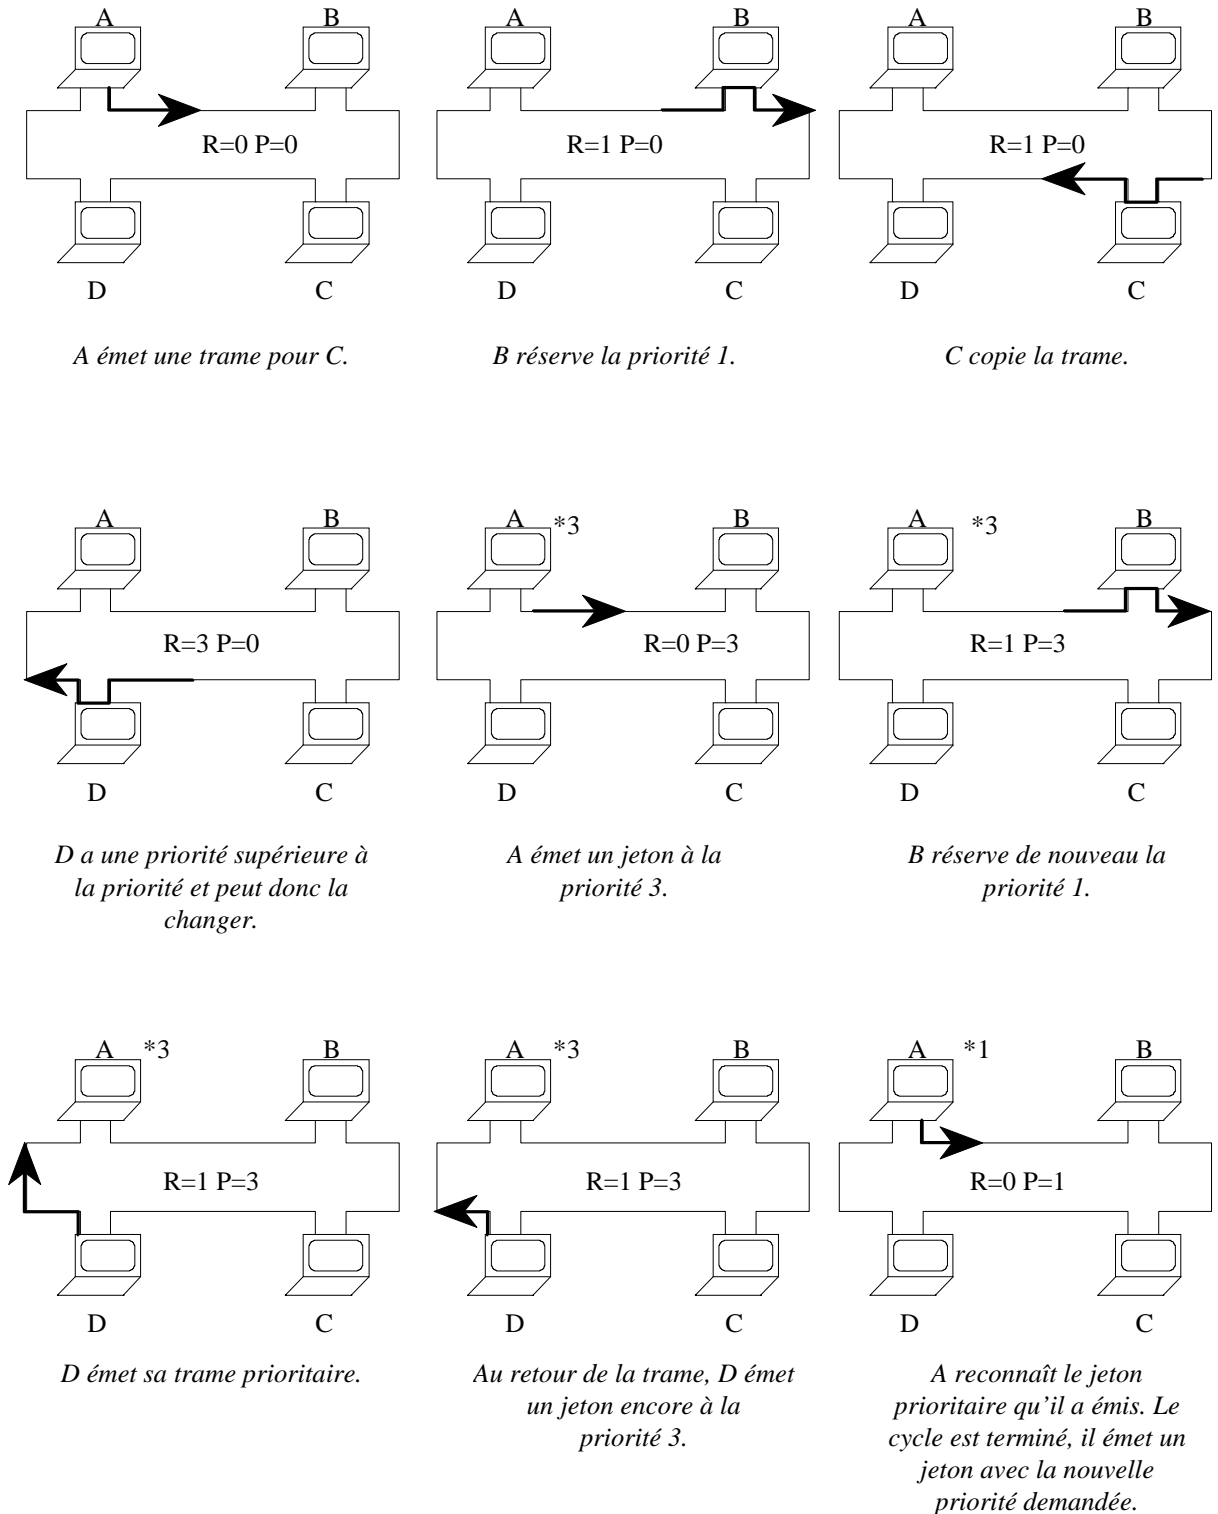 A B
R=0 P=0
D C
A émet une trame pour C.
A B
R=1 P=0
D C
B réserve la priorité 1.
A B
R=1 P=0
D C
C copie la trame.
A B
R=3 P=0
D C
D a une priorité supérieure à
la priorité et peut donc la
changer.
A *3 B
R=0 P=3
D C
A émet un jeton à la
priorité 3.
A *3 B
R=1 P=3
D C
B réserve de nouveau la
priorité 1.
A *3 B
R=1 P=3
D C
D émet sa trame prioritaire.
A *3 B
R=1 P=3
D C
Au retour de la trame, D émet
un jeton encore à la
priorité 3.
A *1 B
R=0 P=1
D C
A reconnaît le jeton
prioritaire qu’il a émis. Le
cycle est terminé, il émet un
jeton avec la nouvelle
priorité demandée.